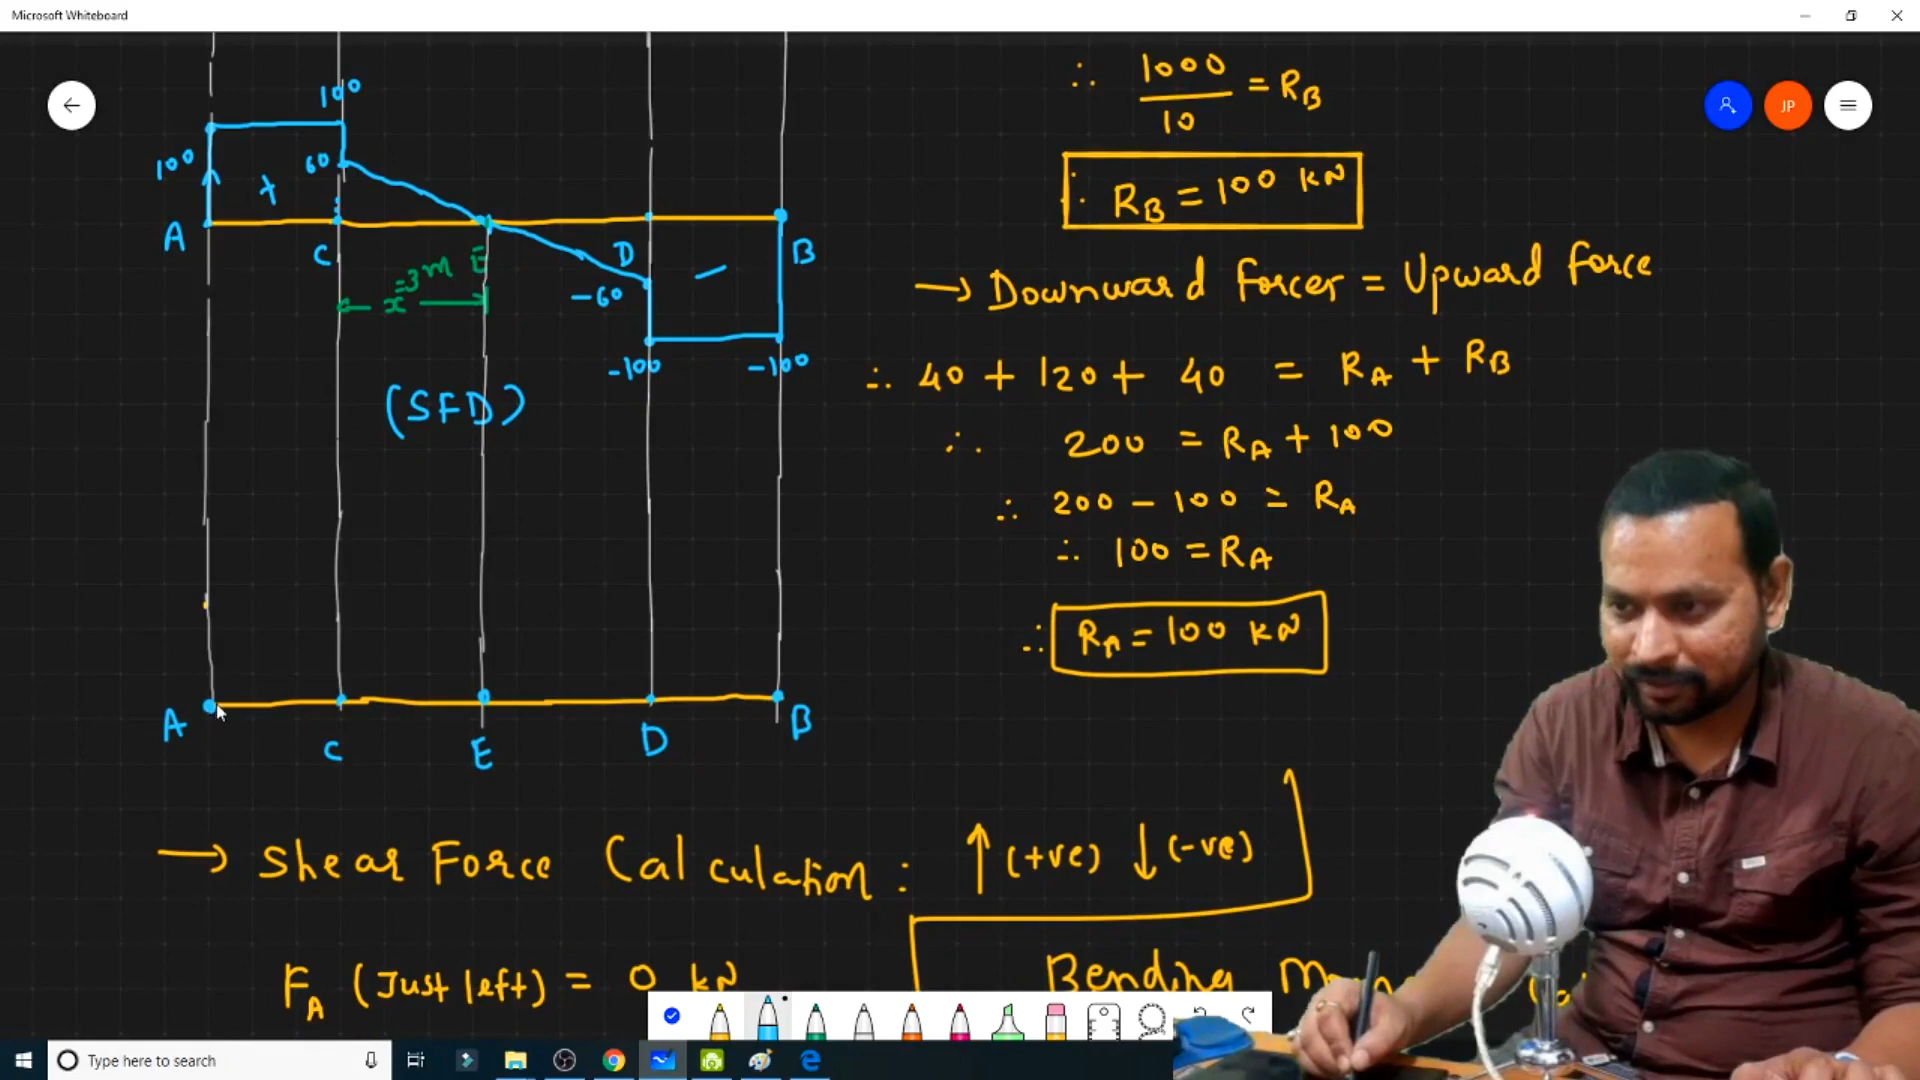 Microsoft Whiteboard
JP
100
100
60
+
A
C
E
D
B
=3m
x
-60
-
-100
-100
(SFD)
A
C
E
D
B
∴ 1000/10 = RB
∴ RB = 100 kN
→ Downward forces = Upward force
∴ 40 + 120 + 40 = RA + RB
∴ 200 = RA + 100
∴ 200 - 100 = RA
∴ 100 = RA
∴ RA = 100 kN
→ Shear Force Calculation : ↑ (+ve) ↓ (-ve)
FA (Just left) = 0 kN
Bending
Type here to search